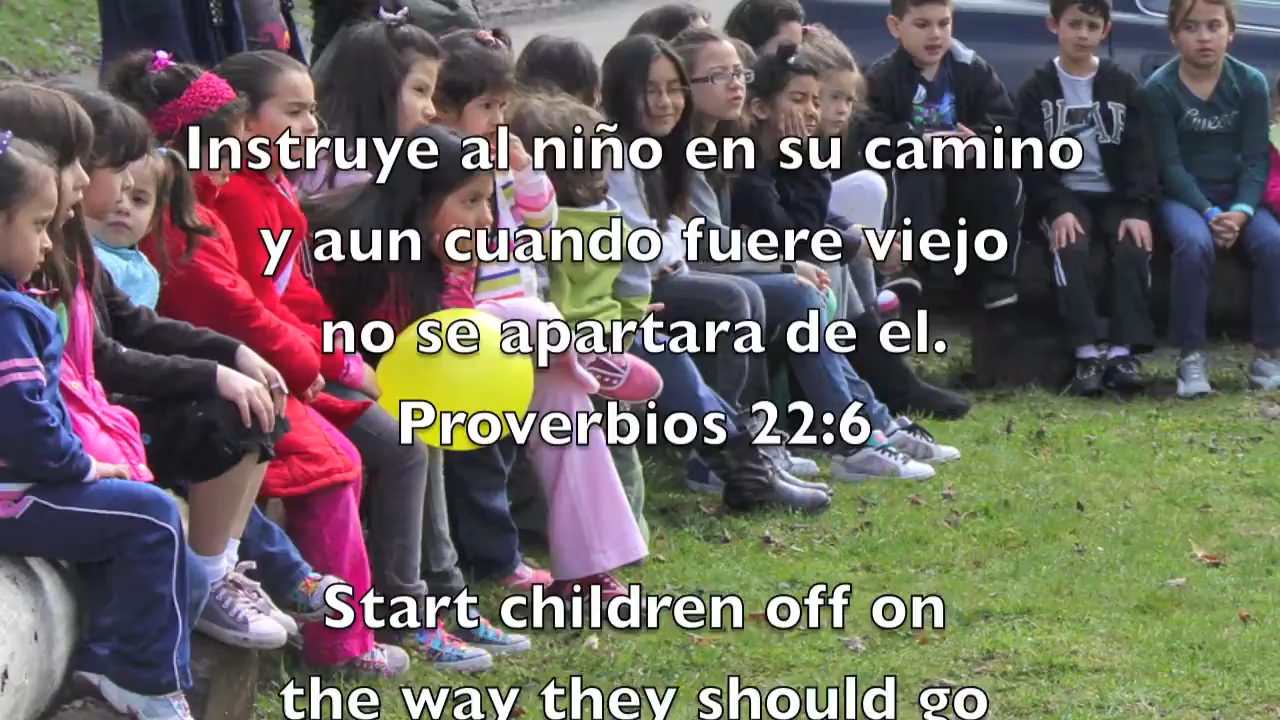 Instruye al niño en su camino
y aun cuando fuere viejo
no se apartara de el.
Proverbios 22:6
Start children off on
the way they should go